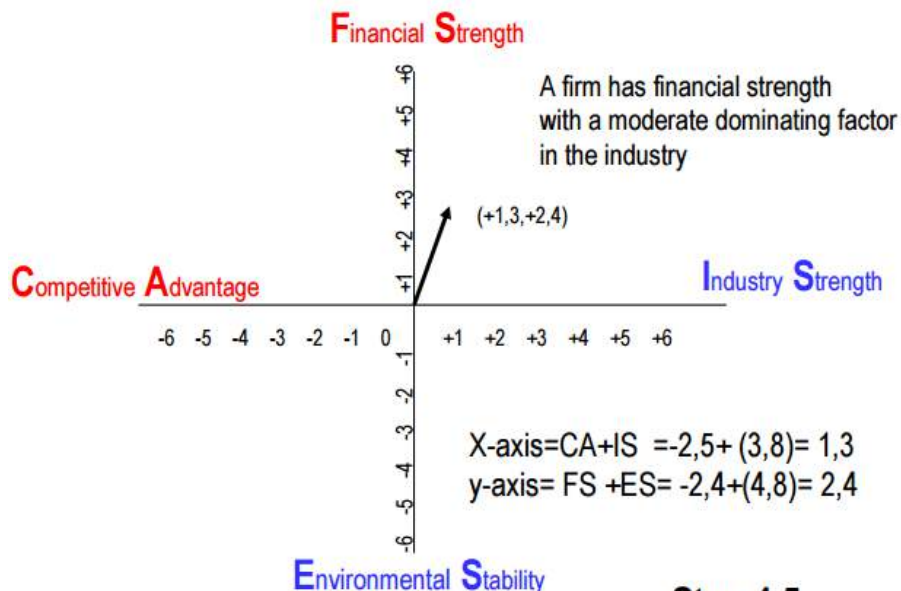 Financial Strength
+6
+5
+4
+3
+2
+1
A firm has financial strength
with a moderate dominating factor
in the industry
(+1,3,+2,4)
Competitive Advantage
Industry Strength
-6 -5 -4 -3 -2 -1 0 +1 +2 +3 +4 +5 +6
-1
-2
-3
-4
-5
-6
X-axis=CA+IS =-2,5+ (3,8)= 1,3
y-axis= FS +ES= -2,4+(4,8)= 2,4
Environmental Stability